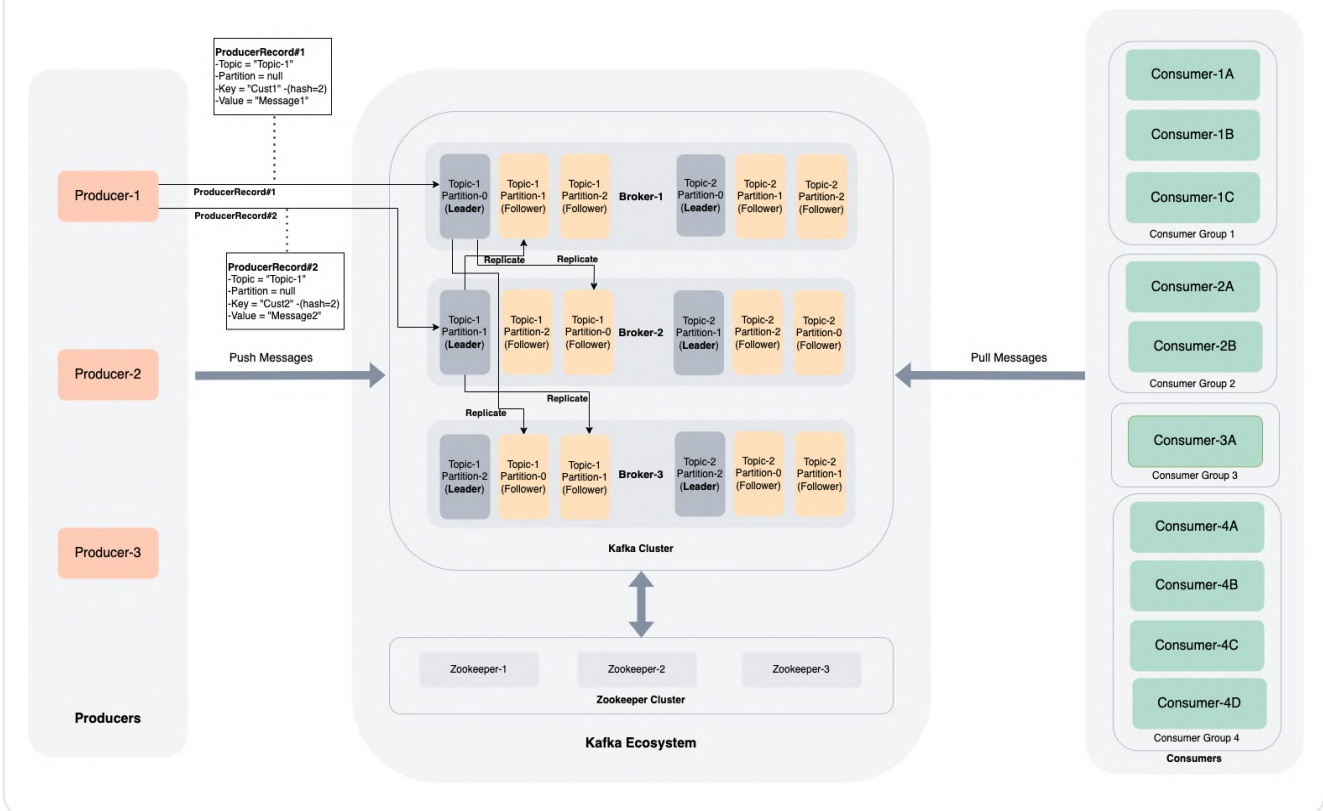 ProducerRecord#1
-Topic = "Topic-1"
-Partition = null
-Key = "Cust1" -(hash=2)
-Value = "Message1"
Producer-1
ProducerRecord#1
ProducerRecord#2
ProducerRecord#2
-Topic = "Topic-1"
-Partition = null
-Key = "Cust2" -(hash=2)
-Value = "Message2"
Producer-2
Push Messages
Producer-3
Producers
Topic-1
Partition-0
(Leader)
Topic-1
Partition-1
(Follower)
Topic-1
Partition-2
(Follower)
Broker-1
Topic-2
Partition-0
(Leader)
Topic-2
Partition-1
(Follower)
Topic-2
Partition-2
(Follower)
Replicate
Replicate
Topic-1
Partition-1
(Leader)
Topic-1
Partition-2
(Follower)
Topic-1
Partition-0
(Follower)
Broker-2
Topic-2
Partition-1
(Leader)
Topic-2
Partition-2
(Follower)
Topic-2
Partition-0
(Follower)
Replicate
Replicate
Topic-1
Partition-2
(Leader)
Topic-1
Partition-0
(Follower)
Topic-1
Partition-1
(Follower)
Broker-3
Topic-2
Partition-2
(Leader)
Topic-2
Partition-0
(Follower)
Topic-2
Partition-1
(Follower)
Kafka Cluster
Zookeeper-1
Zookeeper-2
Zookeeper-3
Zookeeper Cluster
Kafka Ecosystem
Pull Messages
Consumer-1A
Consumer-1B
Consumer-1C
Consumer Group 1
Consumer-2A
Consumer-2B
Consumer Group 2
Consumer-3A
Consumer Group 3
Consumer-4A
Consumer-4B
Consumer-4C
Consumer-4D
Consumer Group 4
Consumers